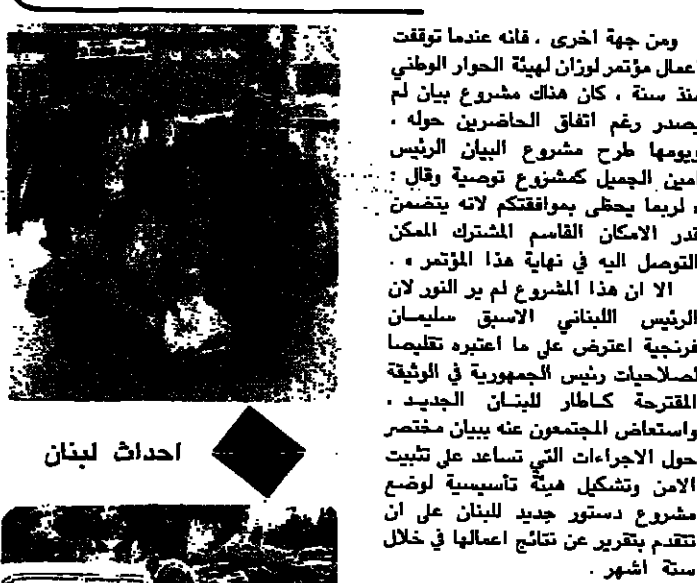 ومن جهة اخرى ، فانه عندما توقفت
اعمال مؤتمر لوزان لهيئة الحوار الوطني
منذ سنة ، كان هناك مشروع بيان لم
يصدر رغم اتفاق الحاضرين حوله ،
ويومها طرح مشروع البيان الرئيس
امين الجميل كمشروع توصية وقال :
« لربما يحظى بموافقتكم لانه يتضمن
قدر الامكان القاسم المشترك الممكن
التوصل اليه في نهاية هذا المؤتمر » .
الا ان هذا المشروع لم ير النور لان
الرئيس اللبناني الاسبق سليمان
فرنجية اعترض على ما اعتبره تقليصا
لصلاحيات رئيس الجمهورية في الوثيقة
المقترحة كاطار للبنان الجديد .
واستعاض المجتمعون عنه ببيان مختصر
حول الاجراءات التي تساعد على تثبيت
الامن وتشكيل هيئة تأسيسية لوضع
مشروع دستور جديد للبنان على ان
تتقدم بتقرير عن نتائج اعمالها في خلال
ستة اشهر .
احداث لبنان